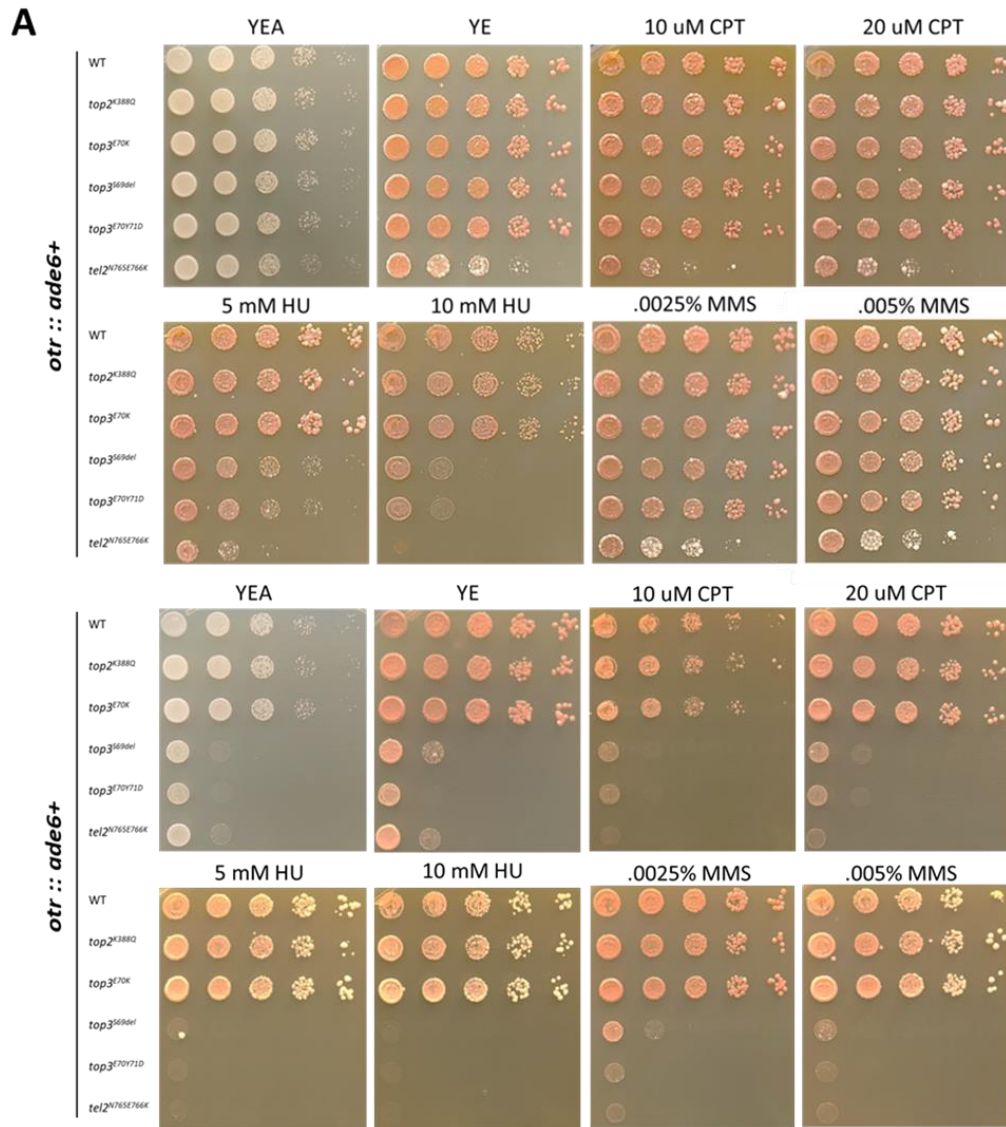 A
YEA YE 10 uM CPT 20 uM CPT
WT
top2K388Q
top3E70K
top3S69del
top3E70Y71D
tel2N765E766K
otr :: ade6+
5 mM HU 10 mM HU .0025% MMS .005% MMS
WT
top2K388Q
top3E70K
top3S69del
top3E70Y71D
tel2N765E766K
YEA YE 10 uM CPT 20 uM CPT
WT
top2K388Q
top3E70K
top3S69del
top3E70Y71D
tel2N765E766K
otr :: ade6+
5 mM HU 10 mM HU .0025% MMS .005% MMS
WT
top2K388Q
top3E70K
top3S69del
top3E70Y71D
tel2N765E766K